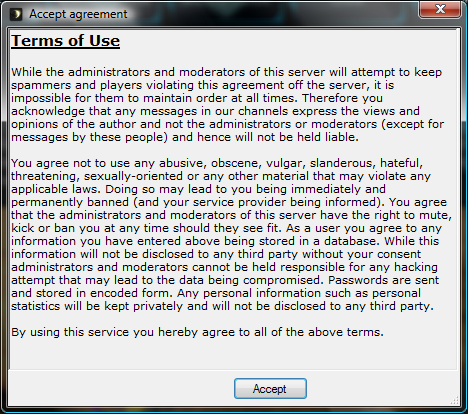 Accept agreement
Terms of Use
While the administrators and moderators of this server will attempt to keep
spammers and players violating this agreement off the server, it is
impossible for them to maintain order at all times. Therefore you
acknowledge that any messages in our channels express the views and
opinions of the author and not the administrators or moderators (except for
messages by these people) and hence will not be held liable.
You agree not to use any abusive, obscene, vulgar, slanderous, hateful,
threatening, sexually-oriented or any other material that may violate any
applicable laws. Doing so may lead to you being immediately and
permanently banned (and your service provider being informed). You agree
that the administrators and moderators of this server have the right to mute,
kick or ban you at any time should they see fit. As a user you agree to any
information you have entered above being stored in a database. While this
information will not be disclosed to any third party without your consent
administrators and moderators cannot be held responsible for any hacking
attempt that may lead to the data being compromised. Passwords are sent
and stored in encoded form. Any personal information such as personal
statistics will be kept privately and will not be disclosed to any third party.
By using this service you hereby agree to all of the above terms.
Accept